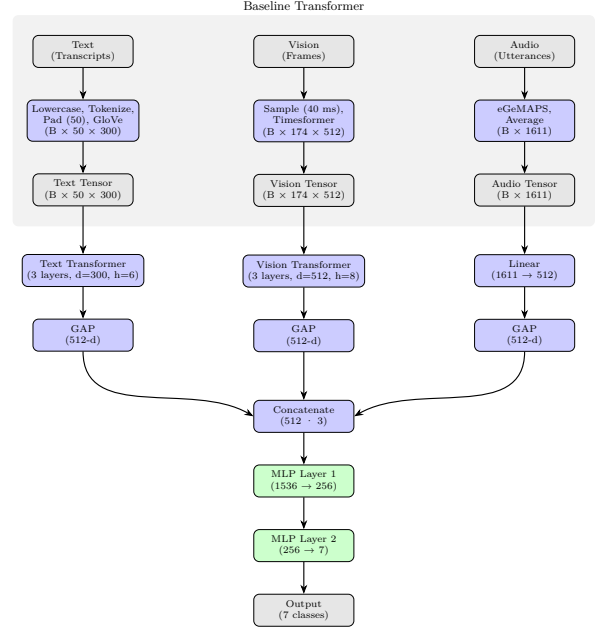 Baseline Transformer
Text
(Transcripts)
Vision
(Frames)
Audio
(Utterances)
Lowercase, Tokenize,
Pad (50), GloVe
(B × 50 × 300)
Sample (40 ms),
Timesformer
(B × 174 × 512)
eGeMAPS,
Average
(B × 1611)
Text Tensor
(B × 50 × 300)
Vision Tensor
(B × 174 × 512)
Audio Tensor
(B × 1611)
Text Transformer
(3 layers, d=300, h=6)
Vision Transformer
(3 layers, d=512, h=8)
Linear
(1611 → 512)
GAP
(512-d)
GAP
(512-d)
GAP
(512-d)
Concatenate
(512 · 3)
MLP Layer 1
(1536 → 256)
MLP Layer 2
(256 → 7)
Output
(7 classes)